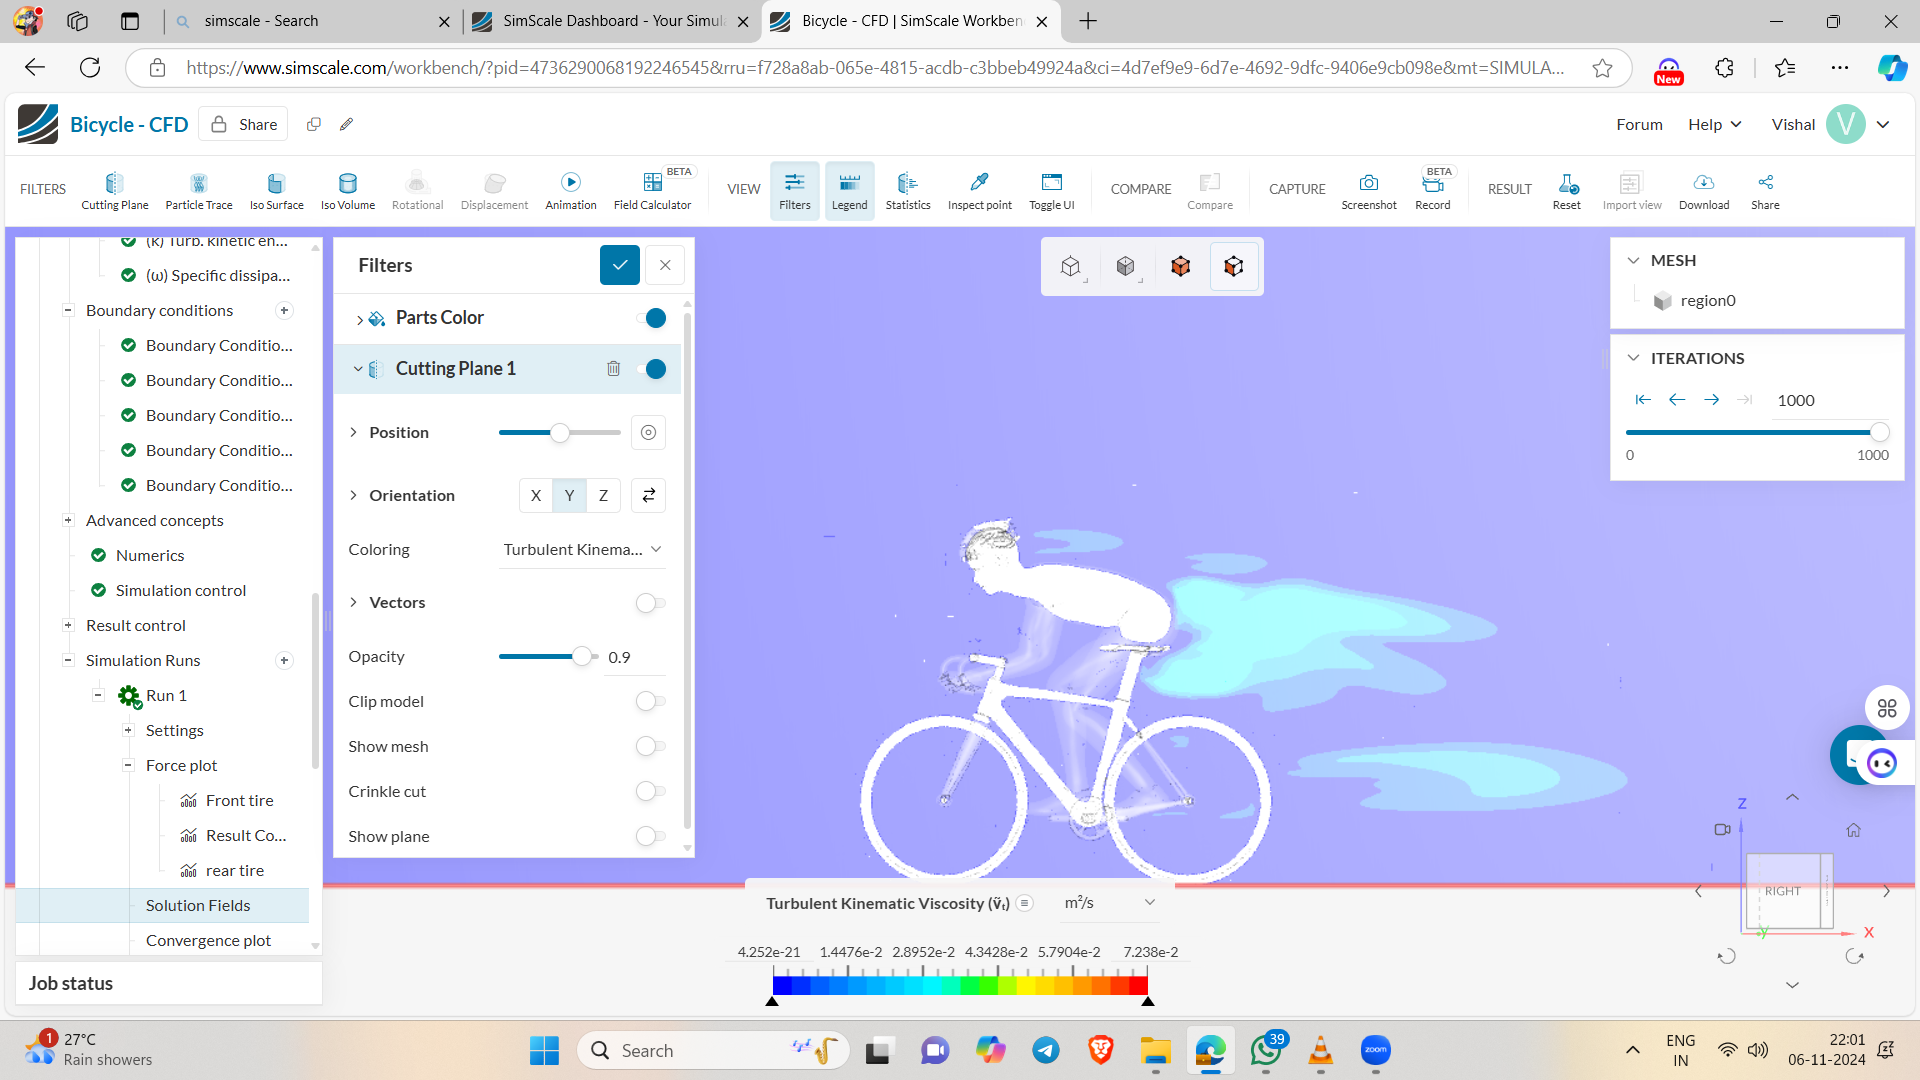 simscale - Search
SimScale Dashboard - Your Simula
Bicycle - CFD | SimScale Workben
https://www.simscale.com/workbench/?pid=4736290068192246545&rru=f728a8ab-065e-4815-acdb-c3bbeb49924a&ci=4d7ef9e9-6d7e-4692-9dfc-9406e9cb098e&mt=SIMULA...
New
Bicycle - CFD
Share
Forum
Help
Vishal
V
FILTERS
Cutting Plane
Particle Trace
Iso Surface
Iso Volume
Rotational
Displacement
Animation
BETA
Field Calculator
VIEW
Filters
Legend
Statistics
Inspect point
Toggle UI
COMPARE
Compare
CAPTURE
Screenshot
BETA
Record
RESULT
Reset
Import view
Download
Share
(k) Turb. kinetic en...
(ω) Specific dissipa...
Boundary conditions
Boundary Conditio...
Boundary Conditio...
Boundary Conditio...
Boundary Conditio...
Boundary Conditio...
Advanced concepts
Numerics
Simulation control
Result control
Simulation Runs
Run 1
Settings
Force plot
Front tire
Result Co...
rear tire
Solution Fields
Convergence plot
Job status
Filters
Parts Color
Cutting Plane 1
Position
Orientation
X Y Z
Coloring
Turbulent Kinema...
Vectors
Opacity
0.9
Clip model
Show mesh
Crinkle cut
Show plane
MESH
region0
ITERATIONS
1000
0
1000
Z
RIGHT
X
Y
Turbulent Kinematic Viscosity (ṽₜ)
m²/s
4.252e-21 1.4476e-2 2.8952e-2 4.3428e-2 5.7904e-2 7.238e-2
1
27°C
Rain showers
Search
39
zoom
ENG
IN
22:01
06-11-2024